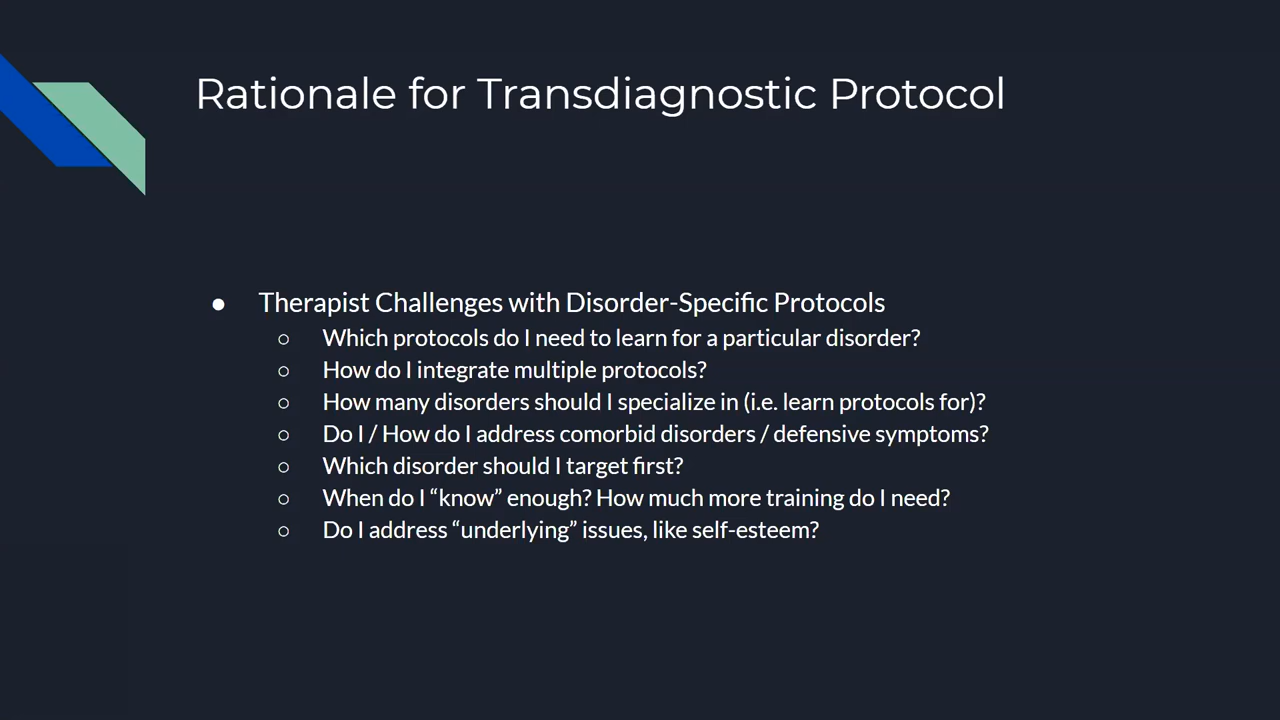 Rationale for Transdiagnostic Protocol
● Therapist Challenges with Disorder-Specific Protocols
○ Which protocols do I need to learn for a particular disorder?
○ How do I integrate multiple protocols?
○ How many disorders should I specialize in (i.e. learn protocols for)?
○ Do I / How do I address comorbid disorders / defensive symptoms?
○ Which disorder should I target first?
○ When do I “know” enough? How much more training do I need?
○ Do I address “underlying” issues, like self-esteem?